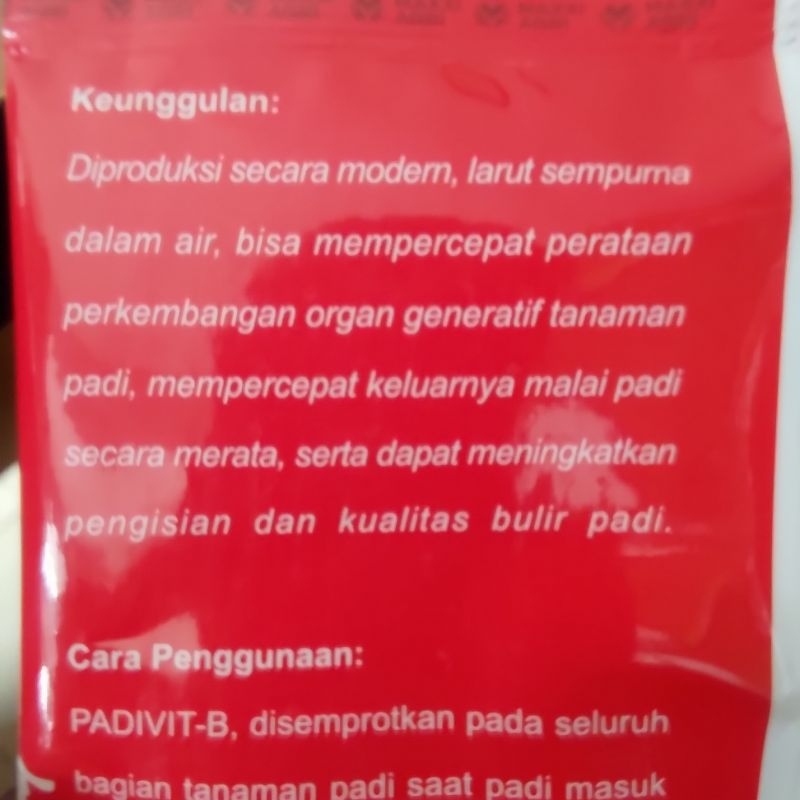 Keunggulan:
Diproduksi secara modern, larut sempurna
dalam air, bisa mempercepat perataan
perkembangan organ generatif tanaman
padi, mempercepat keluarnya malai padi
secara merata, serta dapat meningkatkan
pengisian dan kualitas bulir padi.
Cara Penggunaan:
PADIVIT-B, disemprotkan pada seluruh
bagian tanaman padi saat padi masuk